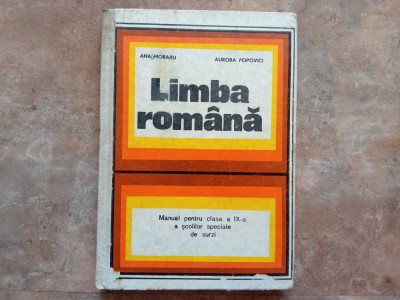 ANA MORARU AURORA POPOVICI
Limba
română
Manual pentru clasa a IX-a
a școlilor speciale
de surzi